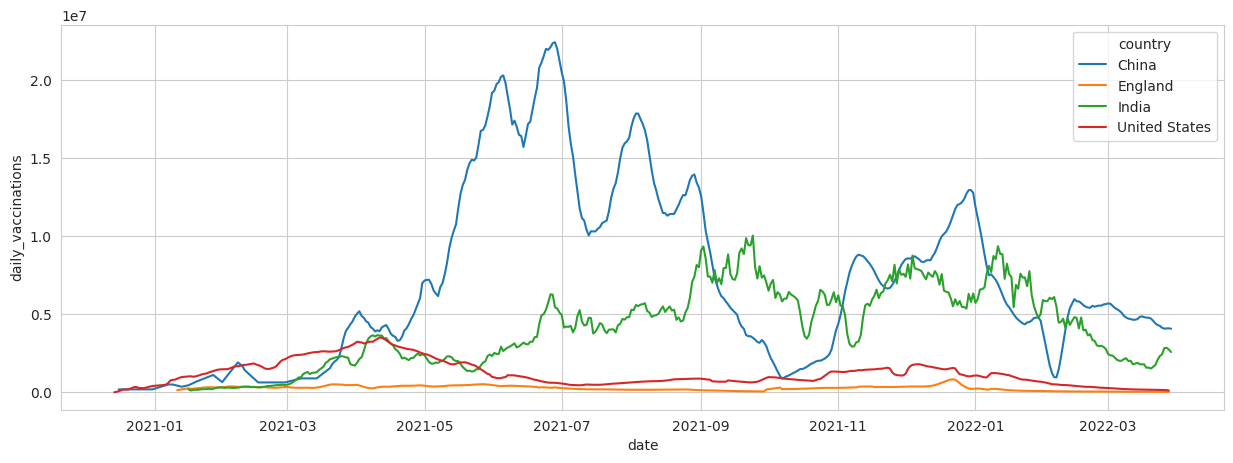 1e7
country
China
England
India
United States
2.0
1.5
1.0
0.5
0.0
daily_vaccinations
2021-01 2021-03 2021-05 2021-07 2021-09 2021-11 2022-01 2022-03
date